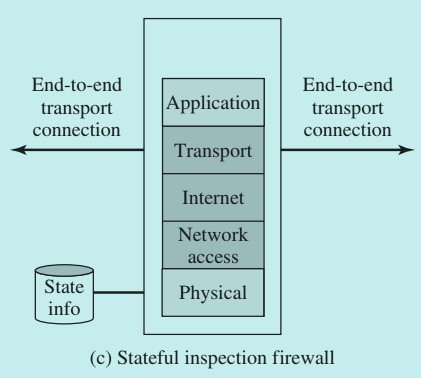 End-to-end
transport
connection
Application
Transport
Internet
Network
access
Physical
End-to-end
transport
connection
State
info
(c) Stateful inspection firewall